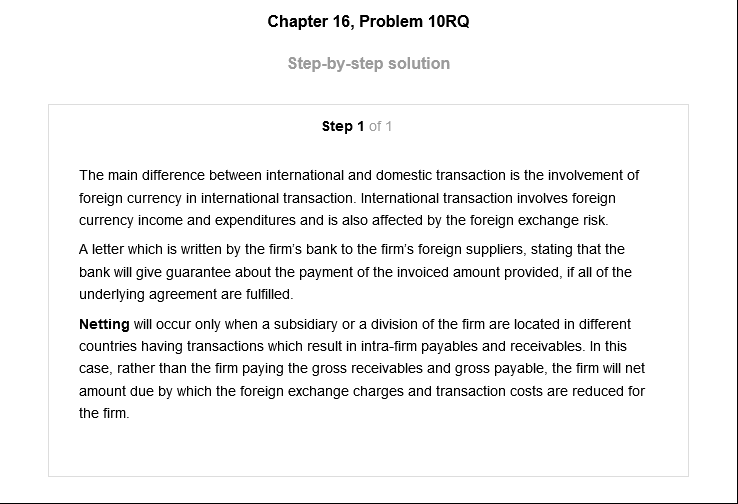 Chapter 16, Problem 10RQ
Step-by-step solution
Step 1 of 1
The main difference between international and domestic transaction is the involvement of
foreign currency in international transaction. International transaction involves foreign
currency income and expenditures and is also affected by the foreign exchange risk.
A letter which is written by the firm's bank to the firm's foreign suppliers, stating that the
bank will give guarantee about the payment of the invoiced amount provided, if all of the
underlying agreement are fulfilled.
Netting will occur only when a subsidiary or a division of the firm are located in different
countries having transactions which result in intra-firm payables and receivables. In this
case, rather than the firm paying the gross receivables and gross payable, the firm will net
amount due by which the foreign exchange charges and transaction costs are reduced for
the firm.